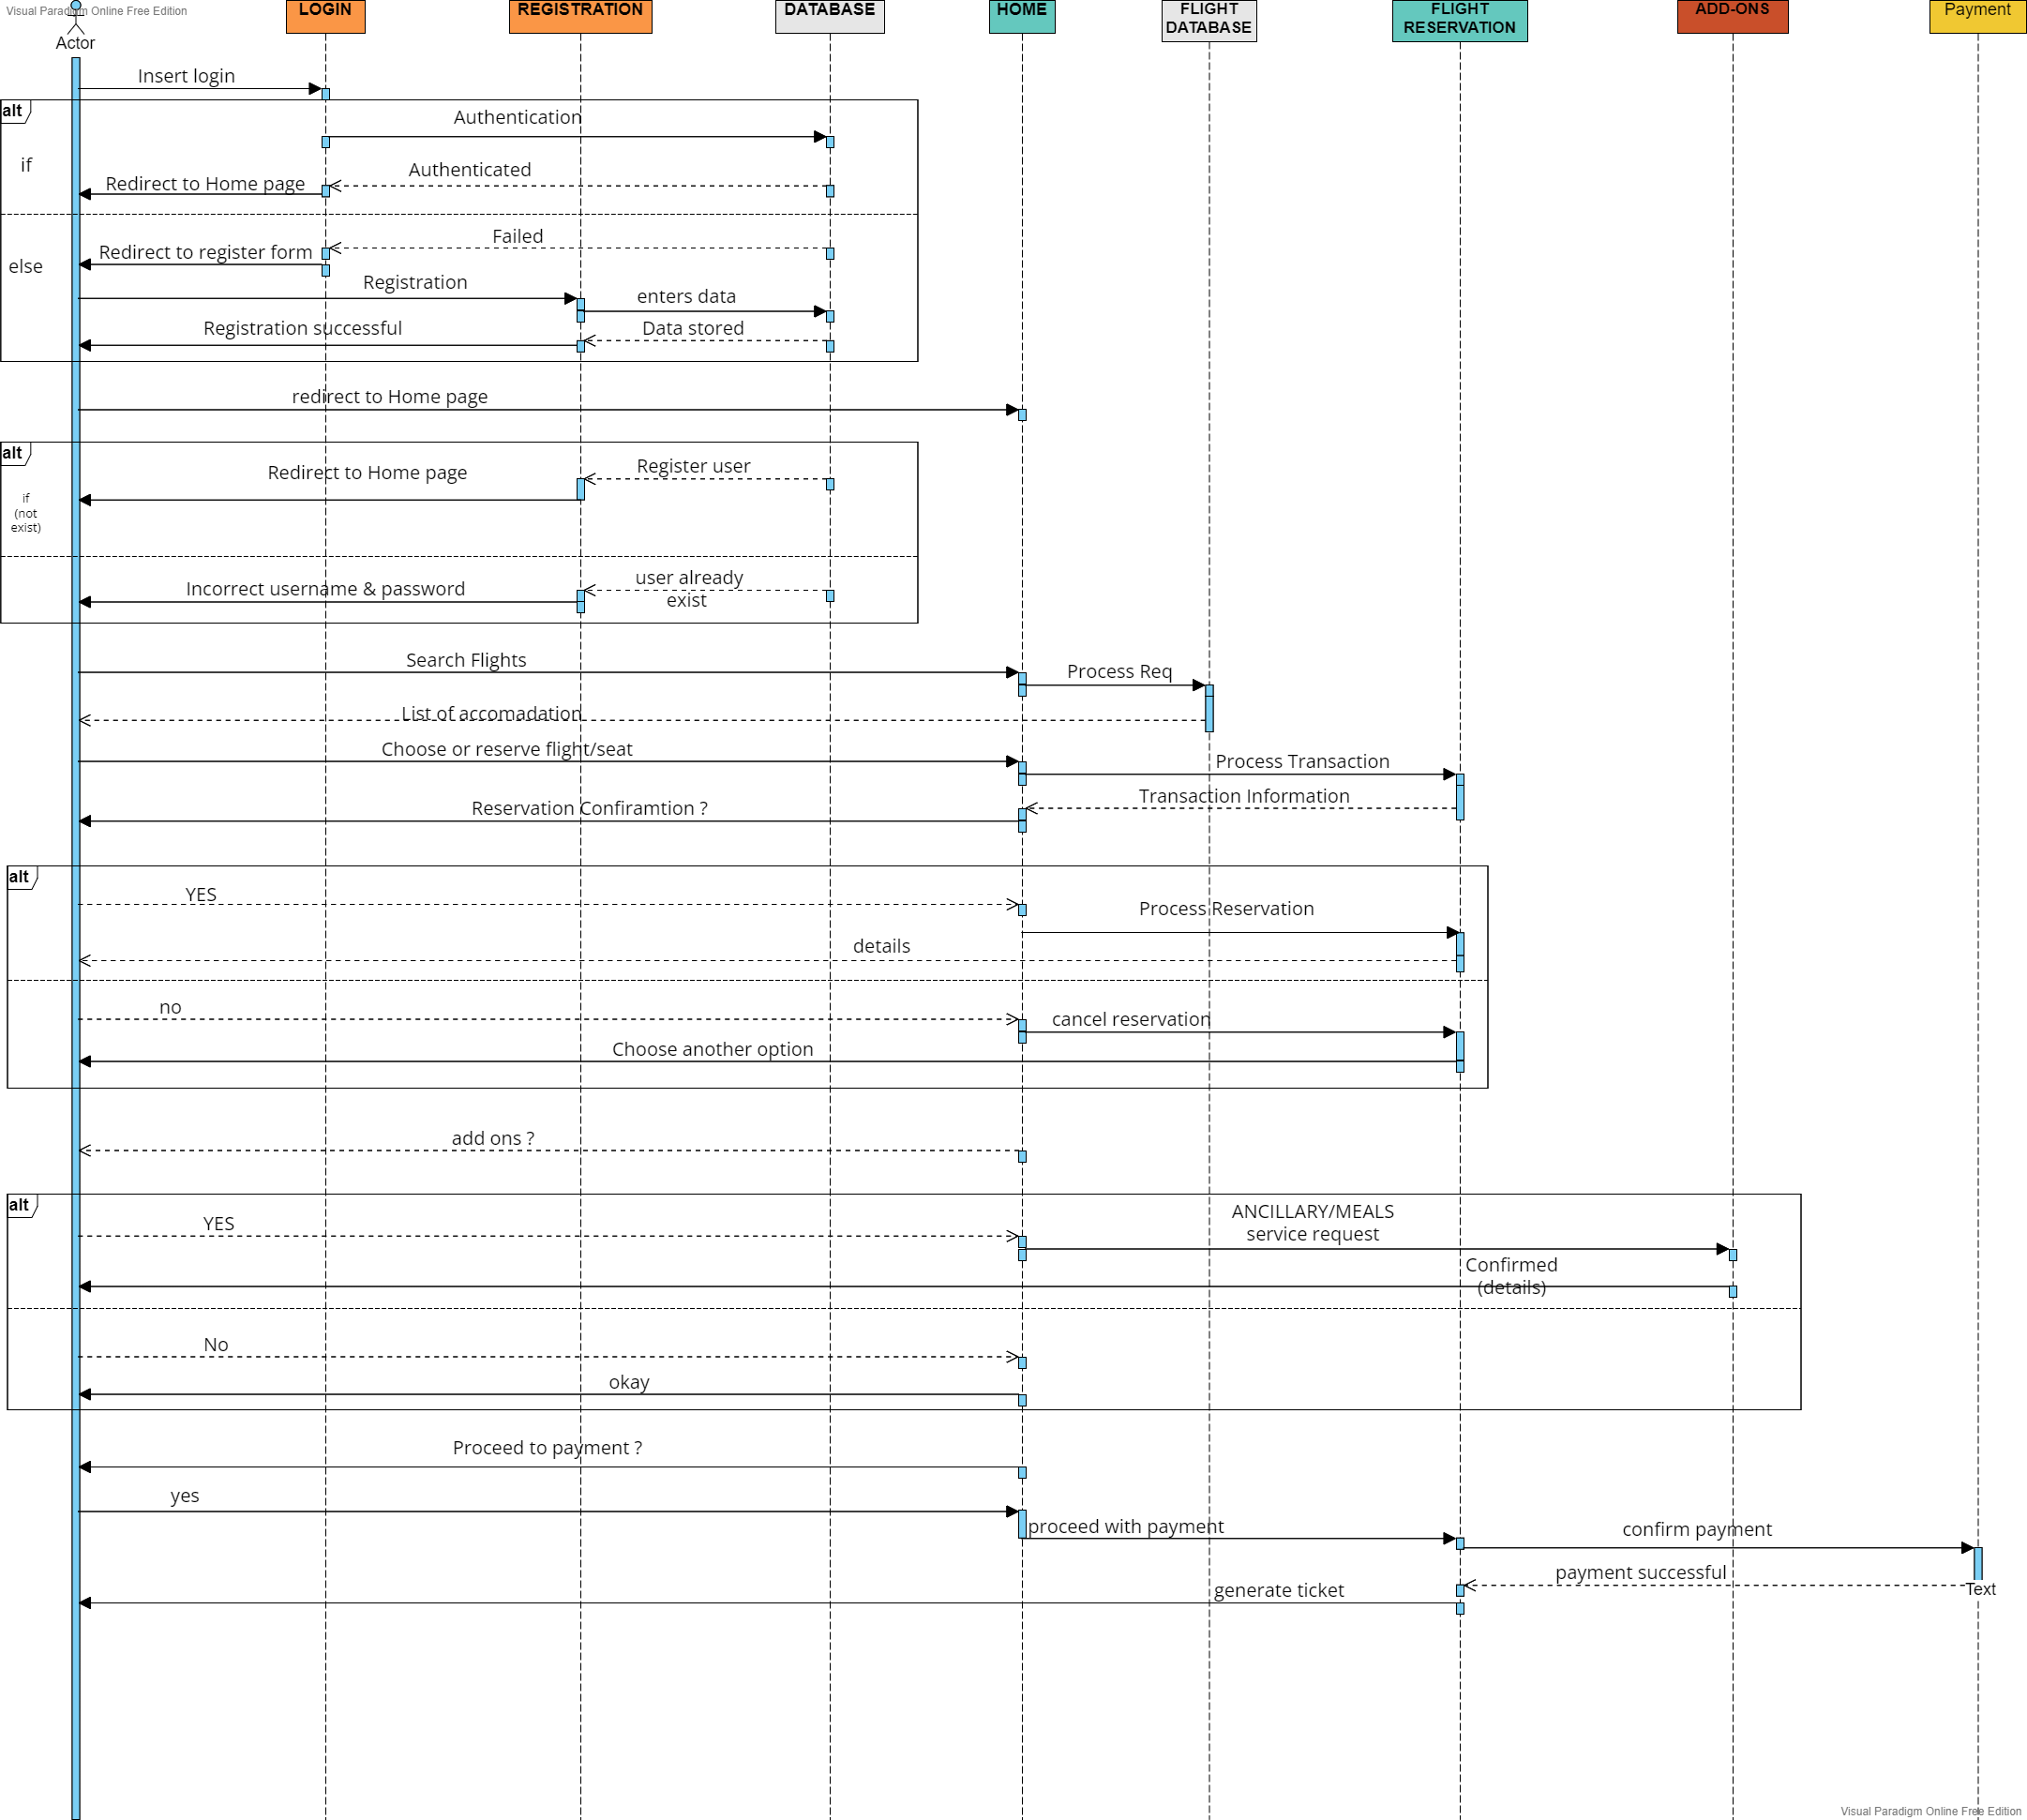 Visual Paradigm Online Free Edition
LOGIN
REGISTRATION
DATABASE
HOME
FLIGHT
DATABASE
FLIGHT
RESERVATION
ADD-ONS
Payment
Actor
Insert login
alt
Authentication
if
Authenticated
Redirect to Home page
Failed
Redirect to register form
else
Registration
enters data
Registration successful
Data stored
redirect to Home page
alt
Register user
Redirect to Home page
if
(not
exist)
user already
exist
Incorrect username & password
Search Flights
Process Req
List of accomadation
Choose or reserve flight/seat
Process Transaction
Transaction Information
Reservation Confiramtion ?
alt
YES
Process Reservation
details
no
cancel reservation
Choose another option
add ons ?
alt
YES
ANCILLARY/MEALS
service request
Confirmed
(details)
No
okay
Proceed to payment ?
yes
proceed with payment
confirm payment
payment successful
Text
generate ticket
Visual Paradigm Online Free Edition